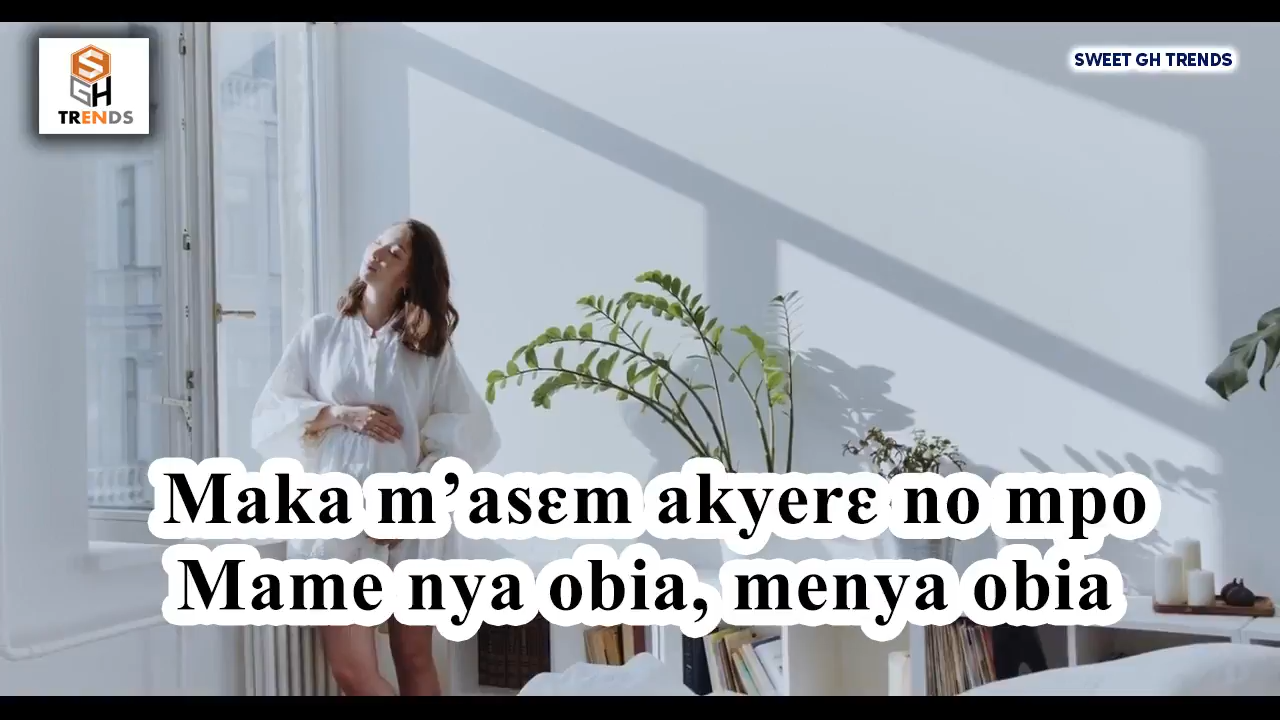 SGH
TRENDS
SWEET GH TRENDS
Maka m’asɛm akyerɛ no mpo
Mame nya obia, menya obia